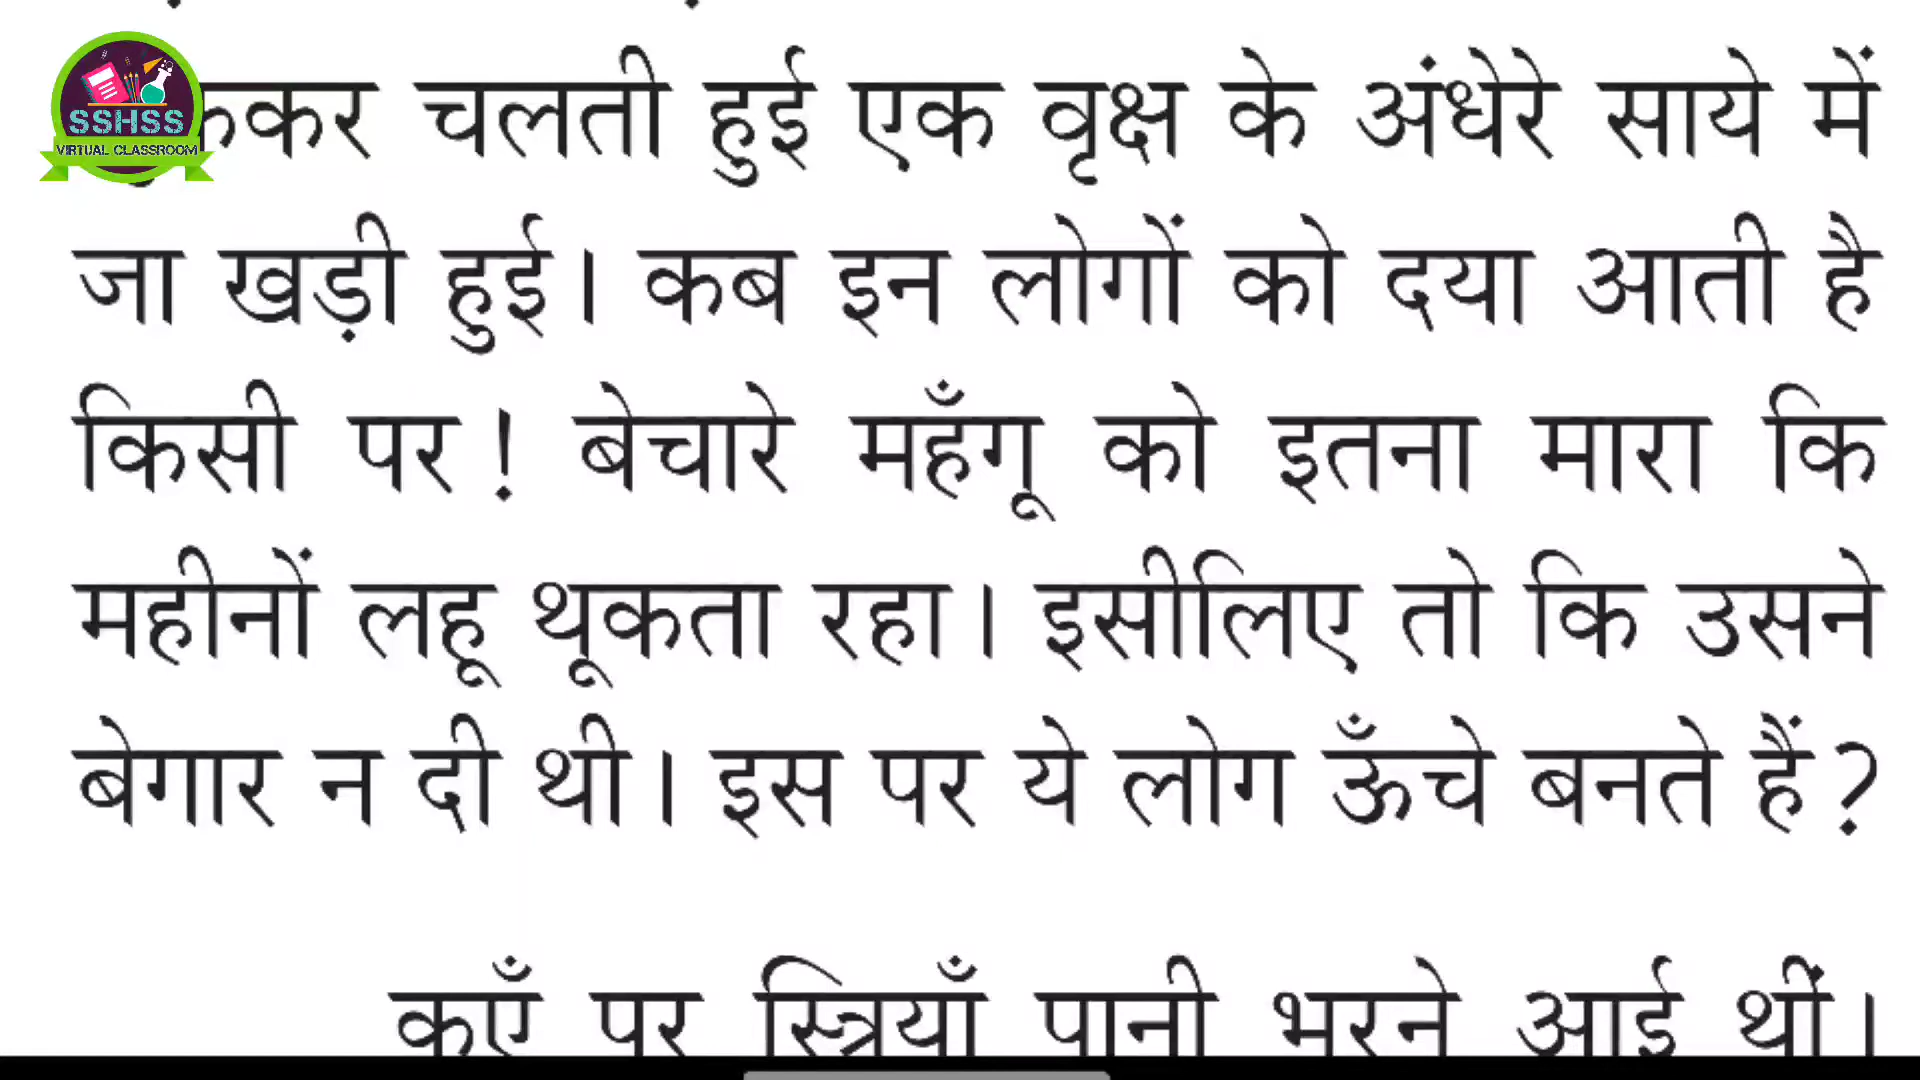 SSHSS
VIRTUAL CLASSROOM
चलती हुई एक वृक्ष के अंधेरे साये में
जा खड़ी हुई। कब इन लोगों को दया आती है
किसी पर! बेचारे महँगू को इतना मारा कि
महीनों लहू थूकता रहा। इसीलिए तो कि उसने
बेगार न दी थी। इस पर ये लोग ऊँचे बनते हैं?
पर स्त्रियाँ पानी भरने आई थीं।